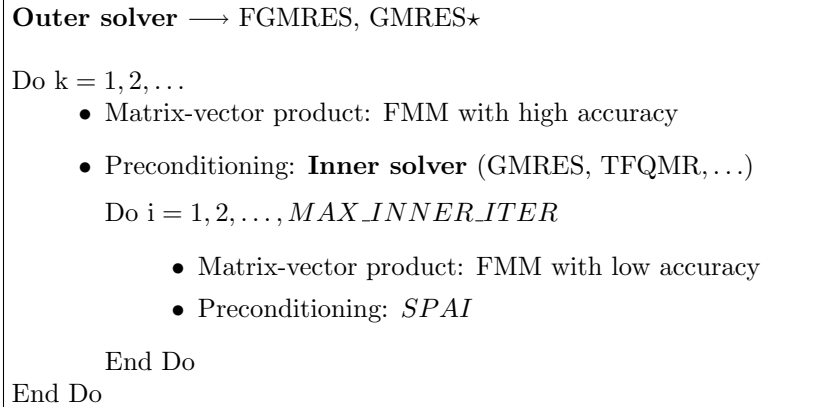 Outer solver ⟶ FGMRES, GMRES⋆
Do k = 1, 2, . . .
• Matrix-vector product: FMM with high accuracy
• Preconditioning: Inner solver (GMRES, TFQMR, . . .)
Do i = 1, 2, . . . , MAX_INNER_ITER
• Matrix-vector product: FMM with low accuracy
• Preconditioning: SPAI
End Do
End Do